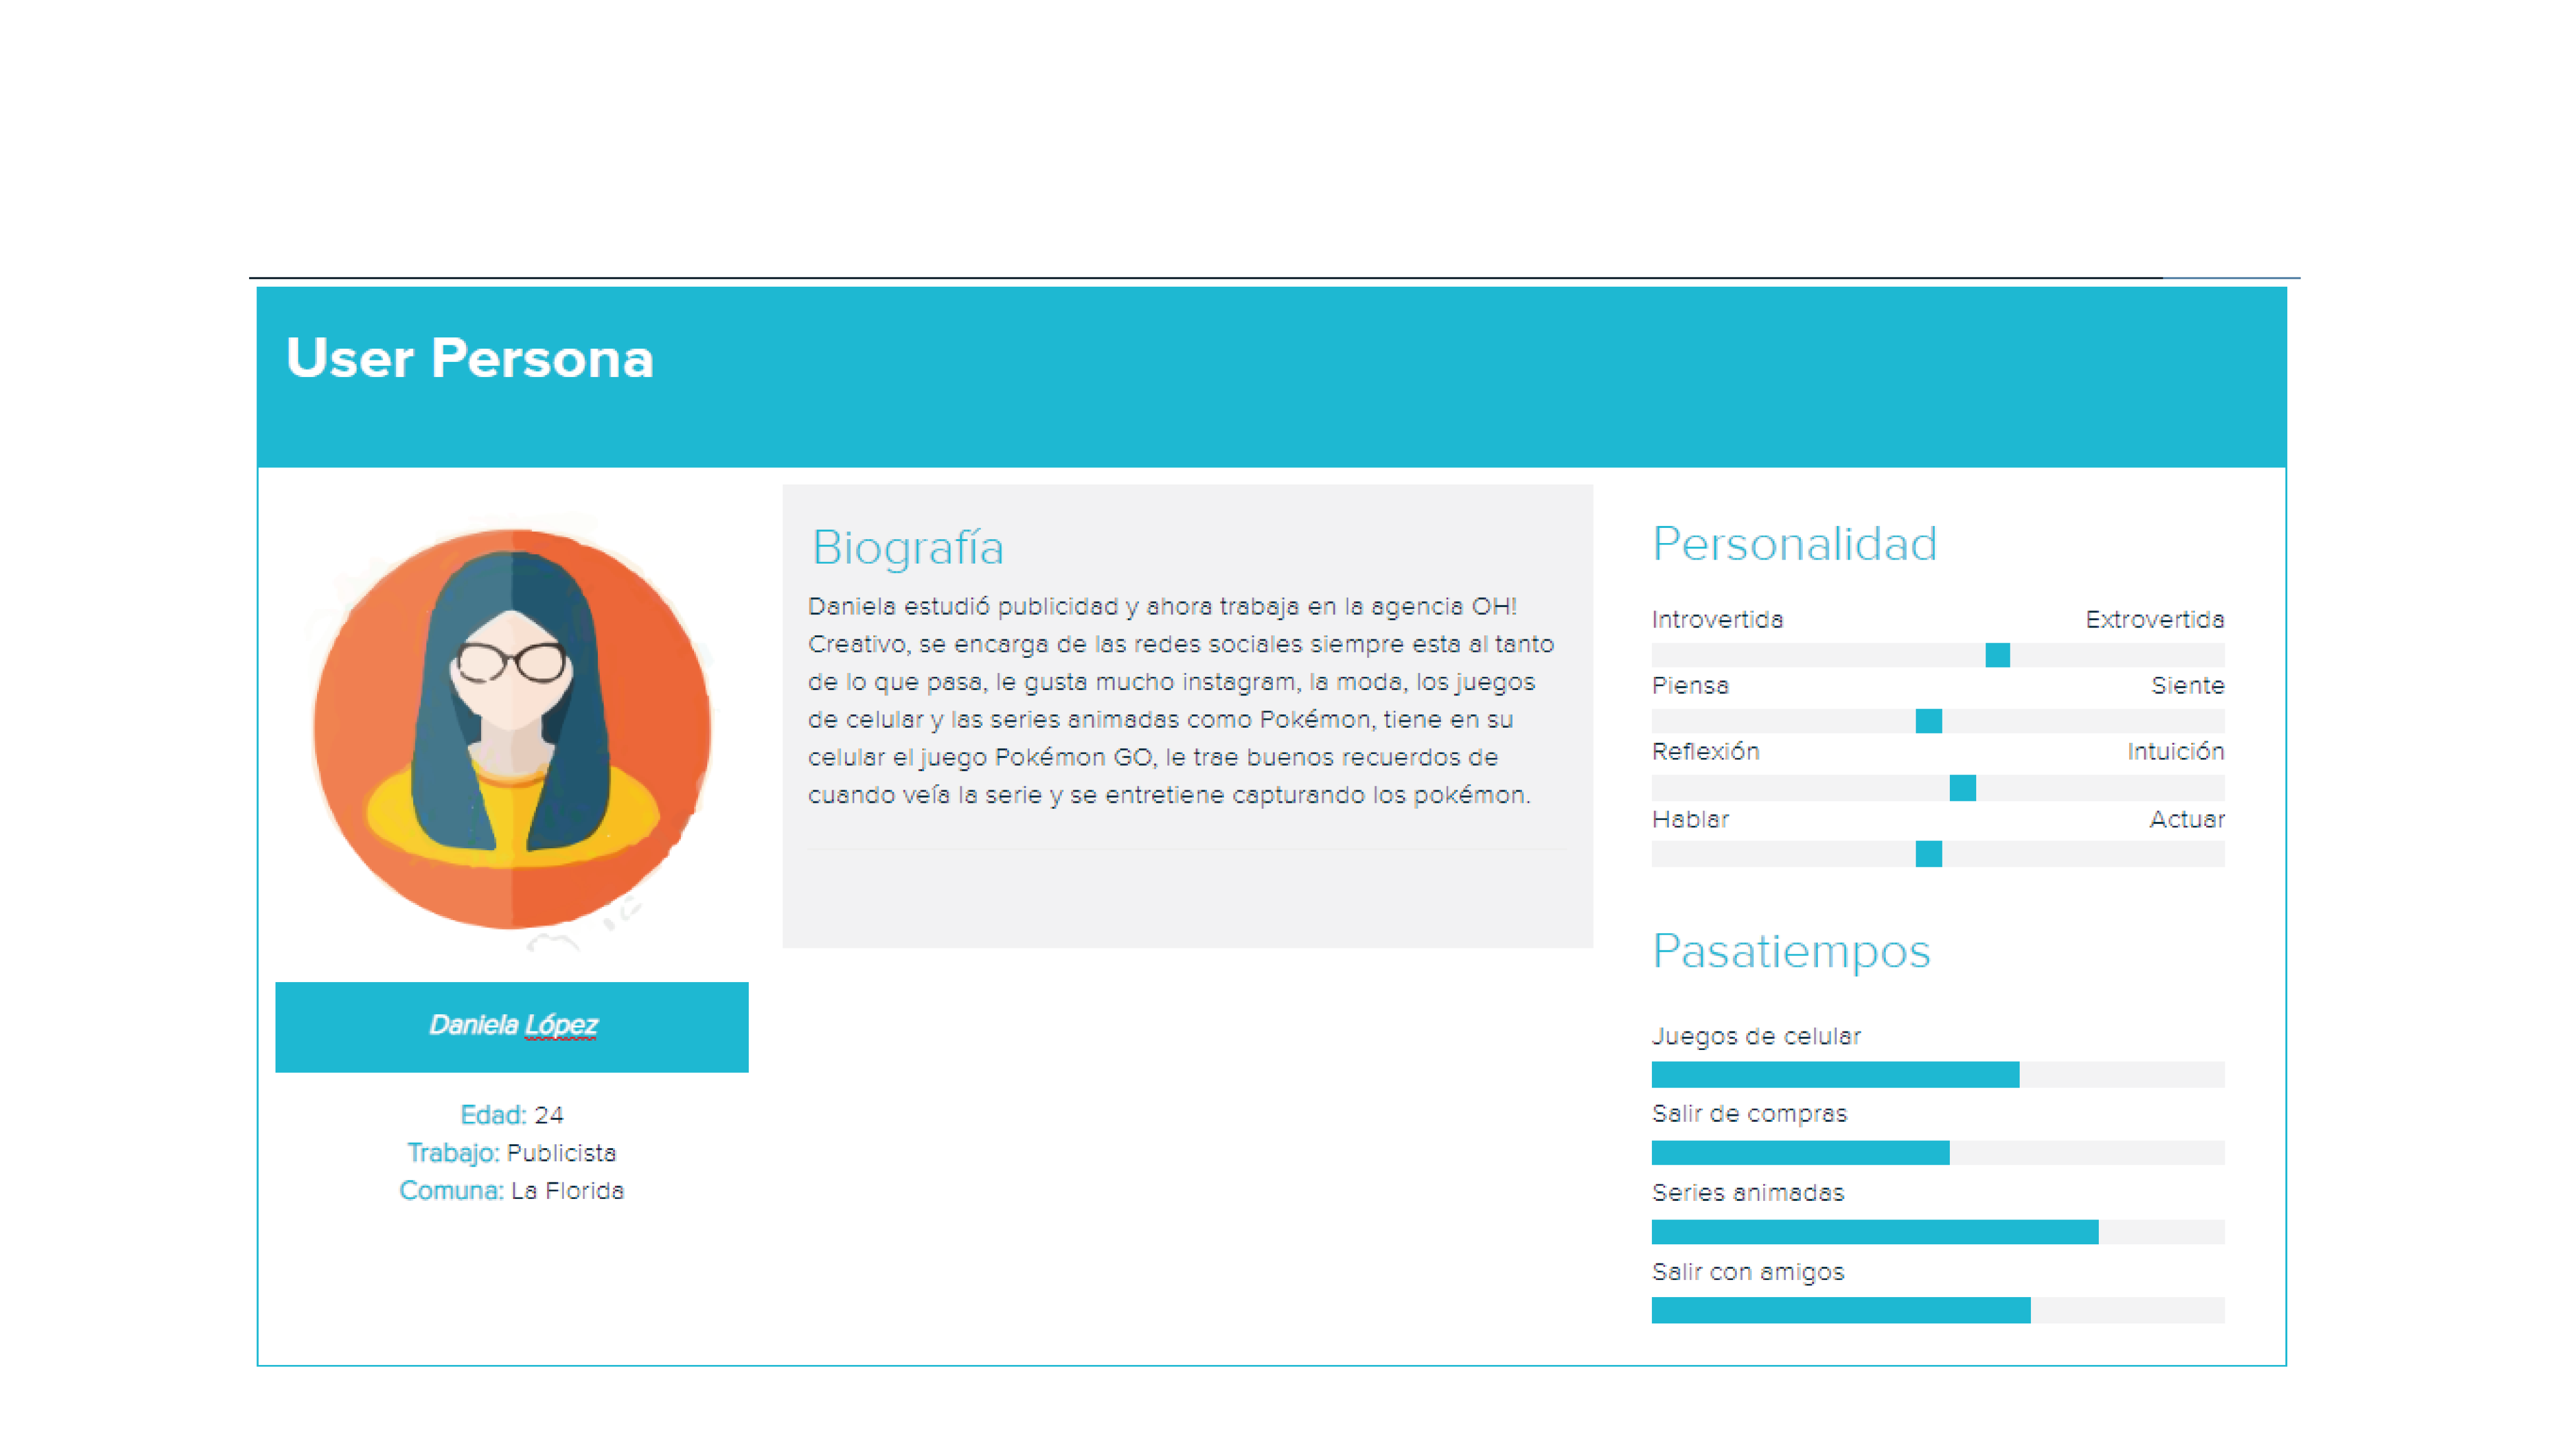 User Persona
Daniela López
Edad: 24
Trabajo: Publicista
Comuna: La Florida
Biografía
Daniela estudió publicidad y ahora trabaja en la agencia OH!
Creativo, se encarga de las redes sociales siempre esta al tanto
de lo que pasa, le gusta mucho instagram, la moda, los juegos
de celular y las series animadas como Pokémon, tiene en su
celular el juego Pokémon GO, le trae buenos recuerdos de
cuando veía la serie y se entretiene capturando los pokémon.
Personalidad
Introvertida Extrovertida
Piensa Siente
Reflexión Intuición
Hablar Actuar
Pasatiempos
Juegos de celular
Salir de compras
Series animadas
Salir con amigos